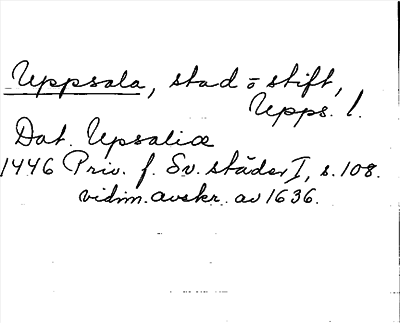 Uppsala, stad o stift,
Upps. l.
Dat. Upsaliæ
1446 Priv. f. Sv. städer I, s. 108.
vidim. avskr. av 1636.